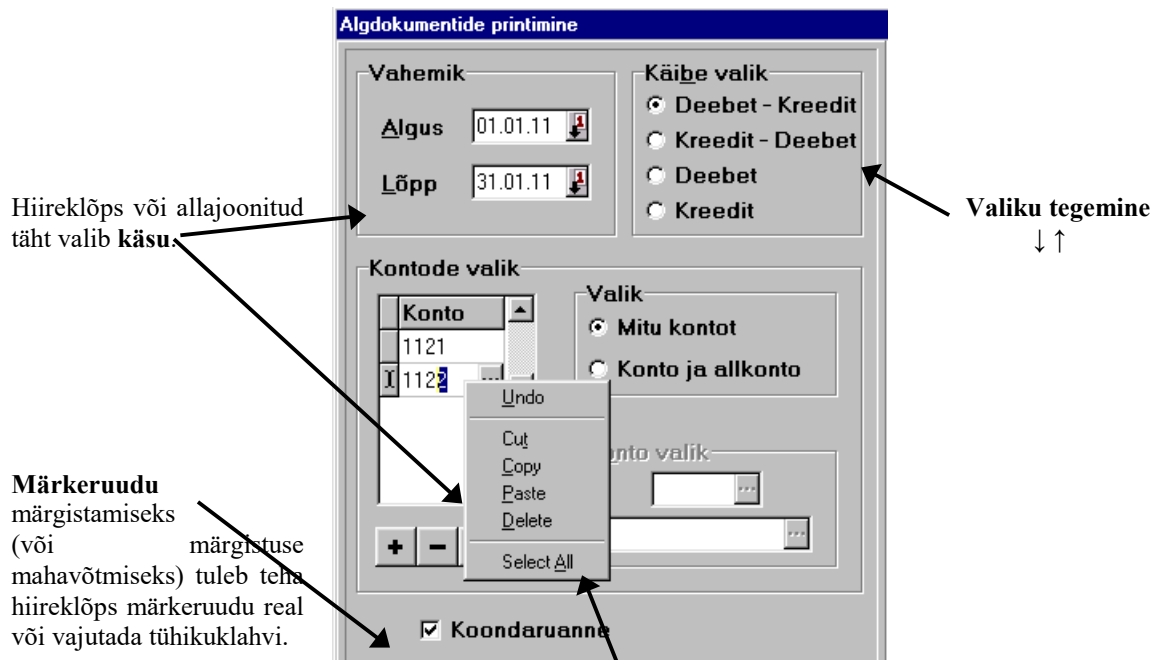 Algdokumentide printimine
Vahemik
Algus 01.01.11
Lõpp 31.01.11
Käibe valik
Deebet - Kreedit
Kreedit - Deebet
Deebet
Kreedit
Hiireklõps või allajoonitud
täht valib käsu.
Valiku tegemine
↓ ↑
Kontode valik
Konto
1121
1122
Valik
Mitu kontot
Konto ja allkonto
Undo
Cut
Copy
Paste
Delete
Select All
valik
Märkeruudu
märgistamiseks
(või märgistuse
mahavõtmiseks) tuleb teha
hiireklõps märkeruudu real
või vajutada tühikuklahvi.
Koondaruanne